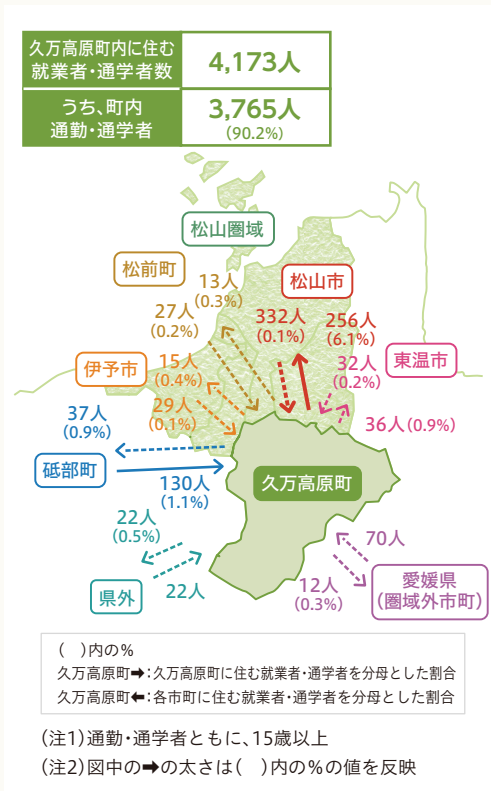 久万高原町内に住む
就業者・通学者数
4,173人
うち、町内
通勤・通学者
3,765人
(90.2%)
松山圏域
松前町
13人
(0.3%)
松山市
27人
(0.2%)
332人
(0.1%)
256人
(6.1%)
伊予市
15人
(0.4%)
32人
(0.2%)
東温市
29人
(0.1%)
37人
(0.9%)
36人(0.9%)
砥部町
130人
(1.1%)
久万高原町
22人
(0.5%)
70人
県外
22人
12人
(0.3%)
愛媛県
(圏域外市町)
( )内の%
久万高原町➡:久万高原町に住む就業者・通学者を分母とした割合
久万高原町⬅:各市町に住む就業者・通学者を分母とした割合
(注1)通勤・通学者ともに、15歳以上
(注2)図中の➡の太さは( )内の%の値を反映